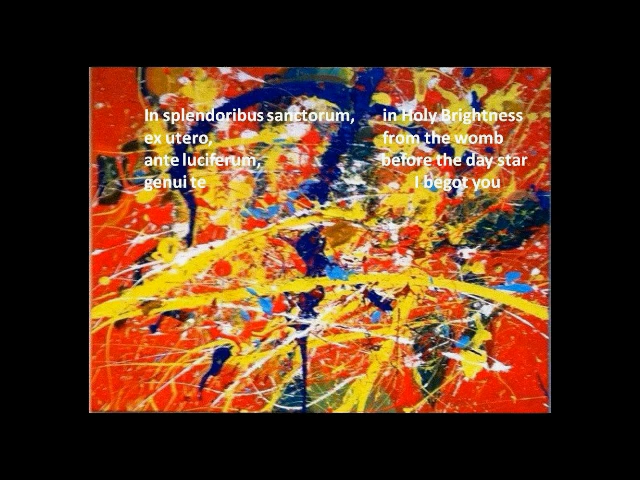 In splendoribus sanctorum,
ex utero,
ante luciferum,
genui te
in Holy Brightness
from the womb
before the day star
I begot you